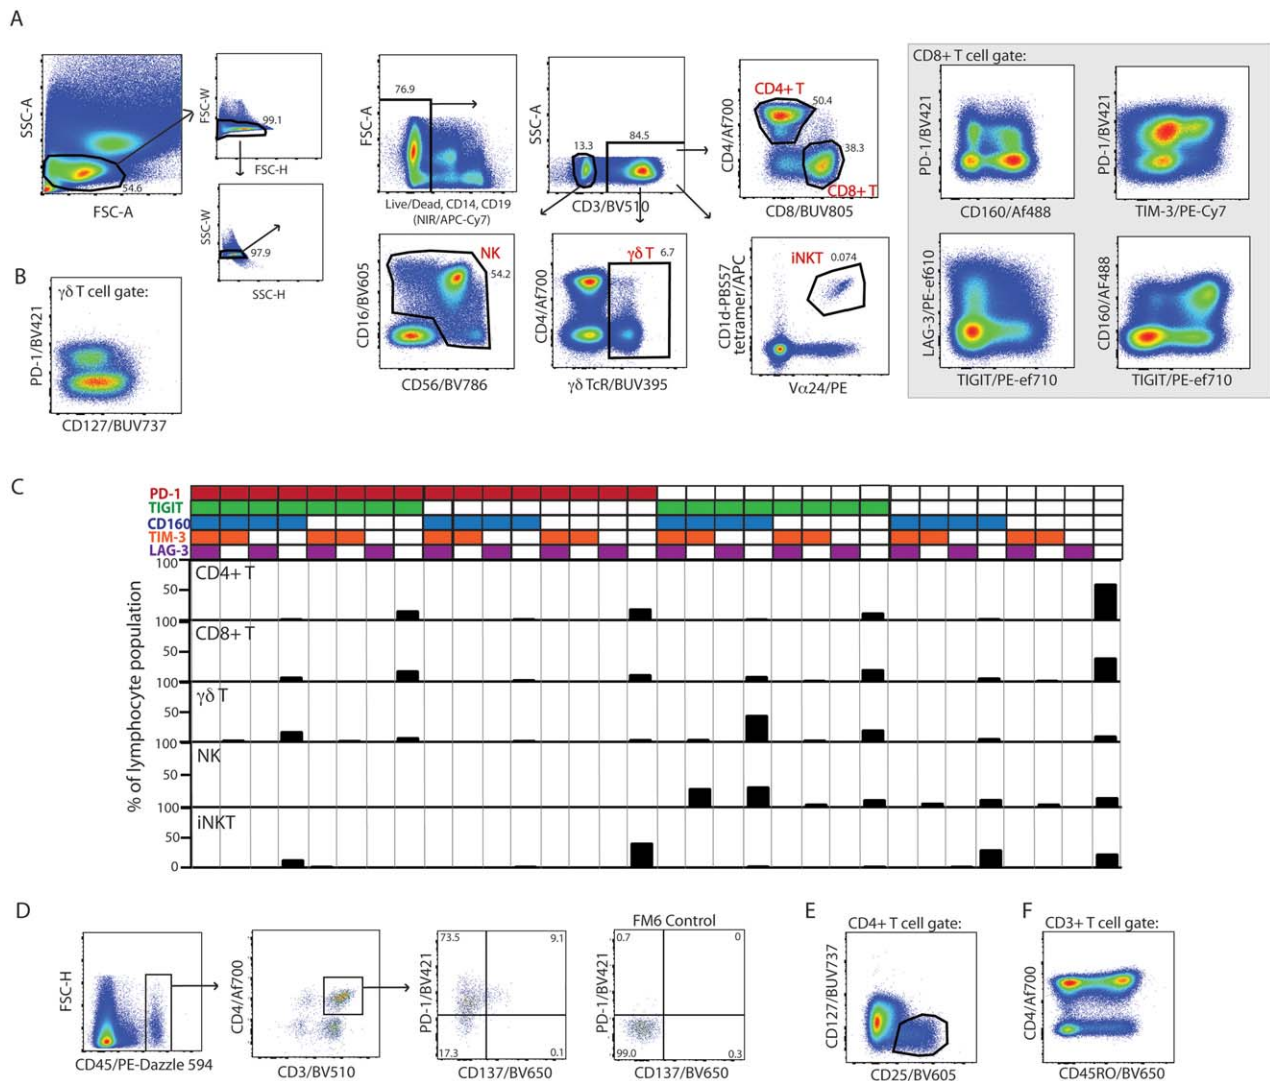 A
SSC-A
54.6
FSC-A
FSC-W
99.1
FSC-H
SSC-W
97.9
SSC-H
76.9
FSC-A
Live/Dead, CD14, CD19
(NIR/APC-Cy7)
SSC-A
13.3
84.5
CD3/BV510
CD4/Af700
CD4+ T
50.4
38.3
CD8+ T
CD8/BUV805
CD16/BV605
NK
54.2
CD56/BV786
CD4/Af700
γδ T 6.7
γδ TcR/BUV395
CD1d-PBS57
tetramer/APC
iNKT
0.074
Vα24/PE
CD8+ T cell gate:
PD-1/BV421
CD160/Af488
PD-1/BV421
TIM-3/PE-Cy7
LAG-3/PE-ef610
TIGIT/PE-ef710
CD160/AF488
TIGIT/PE-ef710
B
γδ T cell gate:
PD-1/BV421
CD127/BUV737
C
PD-1
TIGIT
CD160
TIM-3
LAG-3
% of lymphocyte population
100
CD4+ T
50
100
CD8+ T
50
100
γδ T
50
100
NK
50
100
iNKT
50
0
D
FSC-H
CD45/PE-Dazzle 594
CD4/Af700
CD3/BV510
PD-1/BV421
73.5 9.1
17.3 0.1
CD137/BV650
FM6 Control
PD-1/BV421
0.7 0
99.0 0.3
CD137/BV650
E
CD4+ T cell gate:
CD127/BUV737
CD25/BV605
F
CD3+ T cell gate:
CD4/Af700
CD45RO/BV650